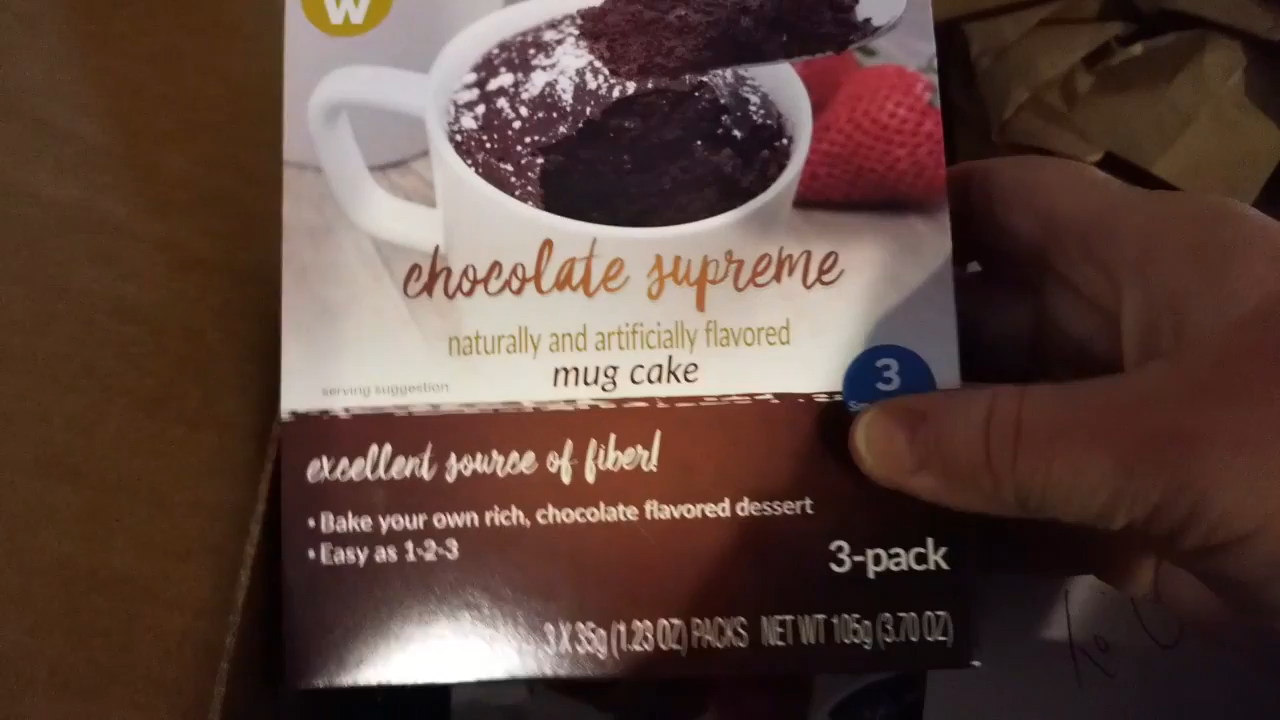 W
chocolate supreme
naturally and artificially flavored
mug cake
serving suggestion
3
excellent source of fiber!
• Bake your own rich, chocolate flavored dessert
• Easy as 1-2-3
3-pack
3 X 35g (1.23 OZ) PACKS NET WT 105g (3.70 OZ)